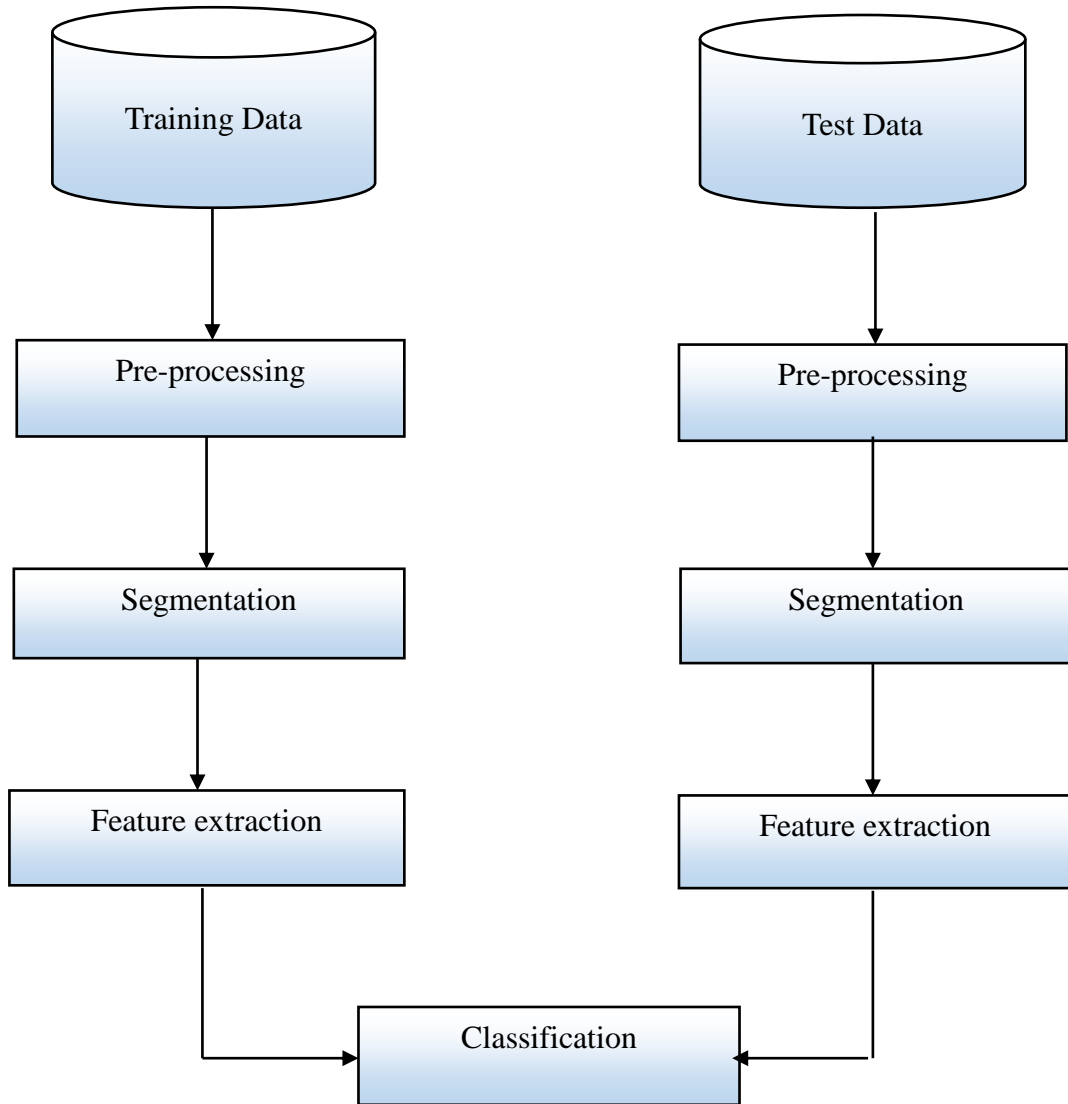 Training Data
Test Data
Pre-processing
Pre-processing
Segmentation
Segmentation
Feature extraction
Feature extraction
Classification